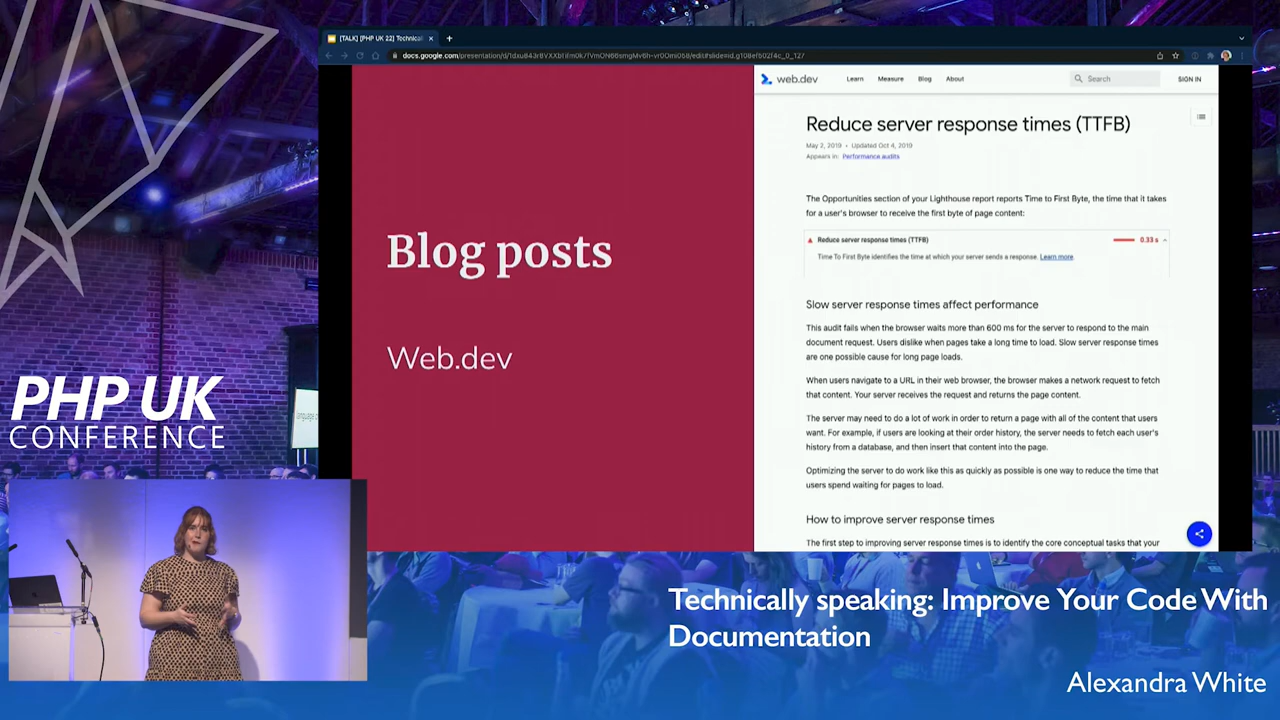 [TALK] [PHP UK 22] Technical
Blog posts
Web.dev
web.dev
Learn
Measure
Blog
About
Search
SIGN IN
Reduce server response times (TTFB)
May 2, 2019 • Updated Oct 4, 2019
Appears in: Performance audits
The Opportunities section of your Lighthouse report reports Time to First Byte, the time that it takes
for a user's browser to receive the first byte of page content:
Reduce server response times (TTFB)
0.33 s
Time To First Byte identifies the time at which your server sends a response. Learn more.
Slow server response times affect performance
This audit fails when the browser waits more than 600 ms for the server to respond to the main
document request. Users dislike when pages take a long time to load. Slow server response times
are one possible cause for long page loads.
When users navigate to a URL in their web browser, the browser makes a network request to fetch
that content. Your server receives the request and returns the page content.
The server may need to do a lot of work in order to return a page with all of the content that users
want. For example, if users are looking at their order history, the server needs to fetch each user's
history from a database, and then insert that content into the page.
Optimizing the server to do work like this as quickly as possible is one way to reduce the time that
users spend waiting for pages to load.
How to improve server response times
The first step to improving server response times is to identify the core conceptual tasks that your
PHP UK
CONFERENCE
Technically speaking: Improve Your Code With
Documentation
Alexandra White